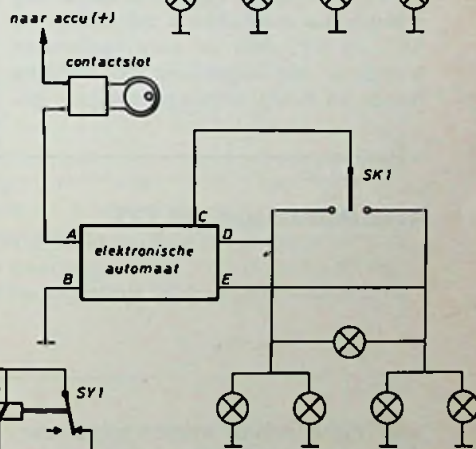 naar accu (+)
contactslot
SK1
C
A
D
elektronische
automaat
B
E
SY1